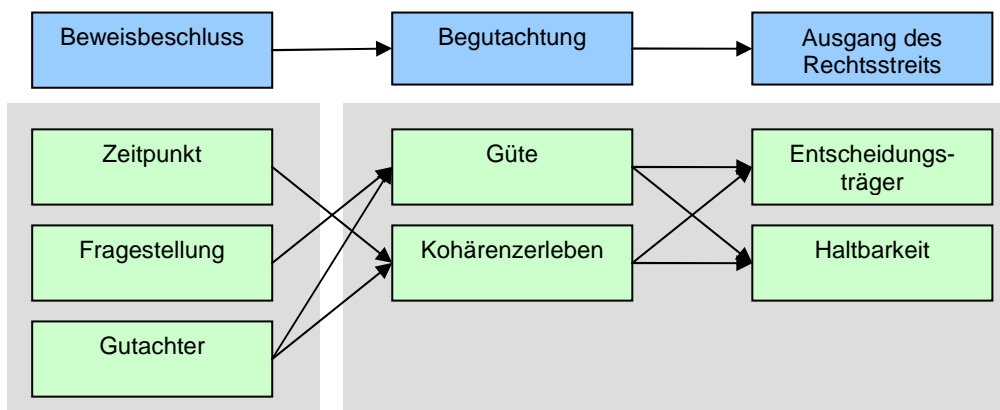 Beweisbeschluss
Begutachtung
Ausgang des
Rechtsstreits
Zeitpunkt
Güte
Entscheidungs-
träger
Fragestellung
Kohärenzerleben
Haltbarkeit
Gutachter